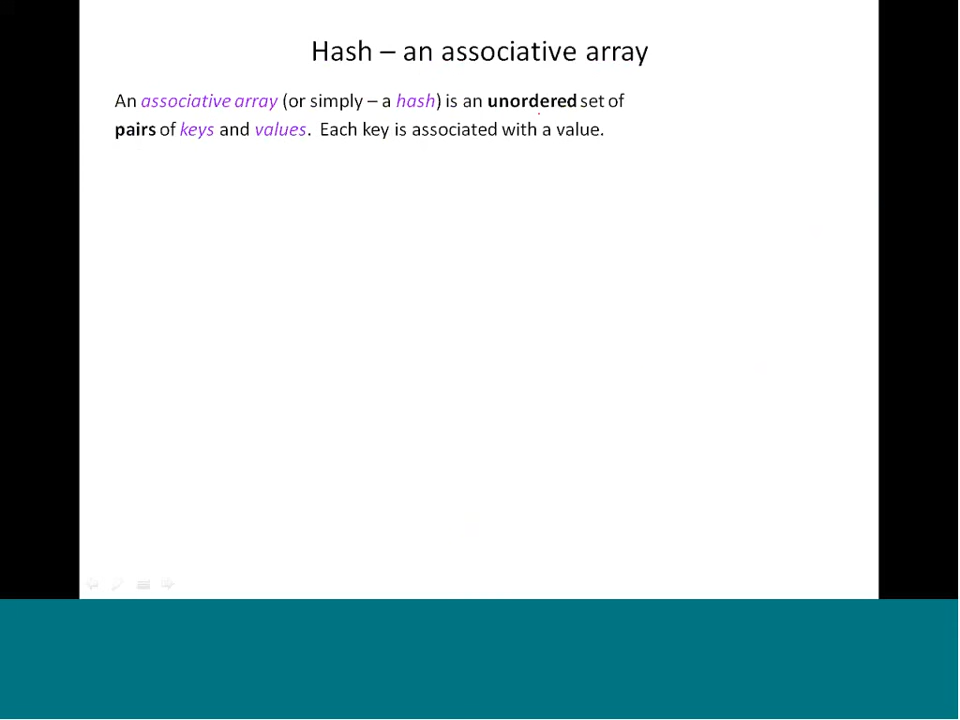 Hash – an associative array
An associative array (or simply – a hash) is an unordered set of
pairs of keys and values.  Each key is associated with a value.